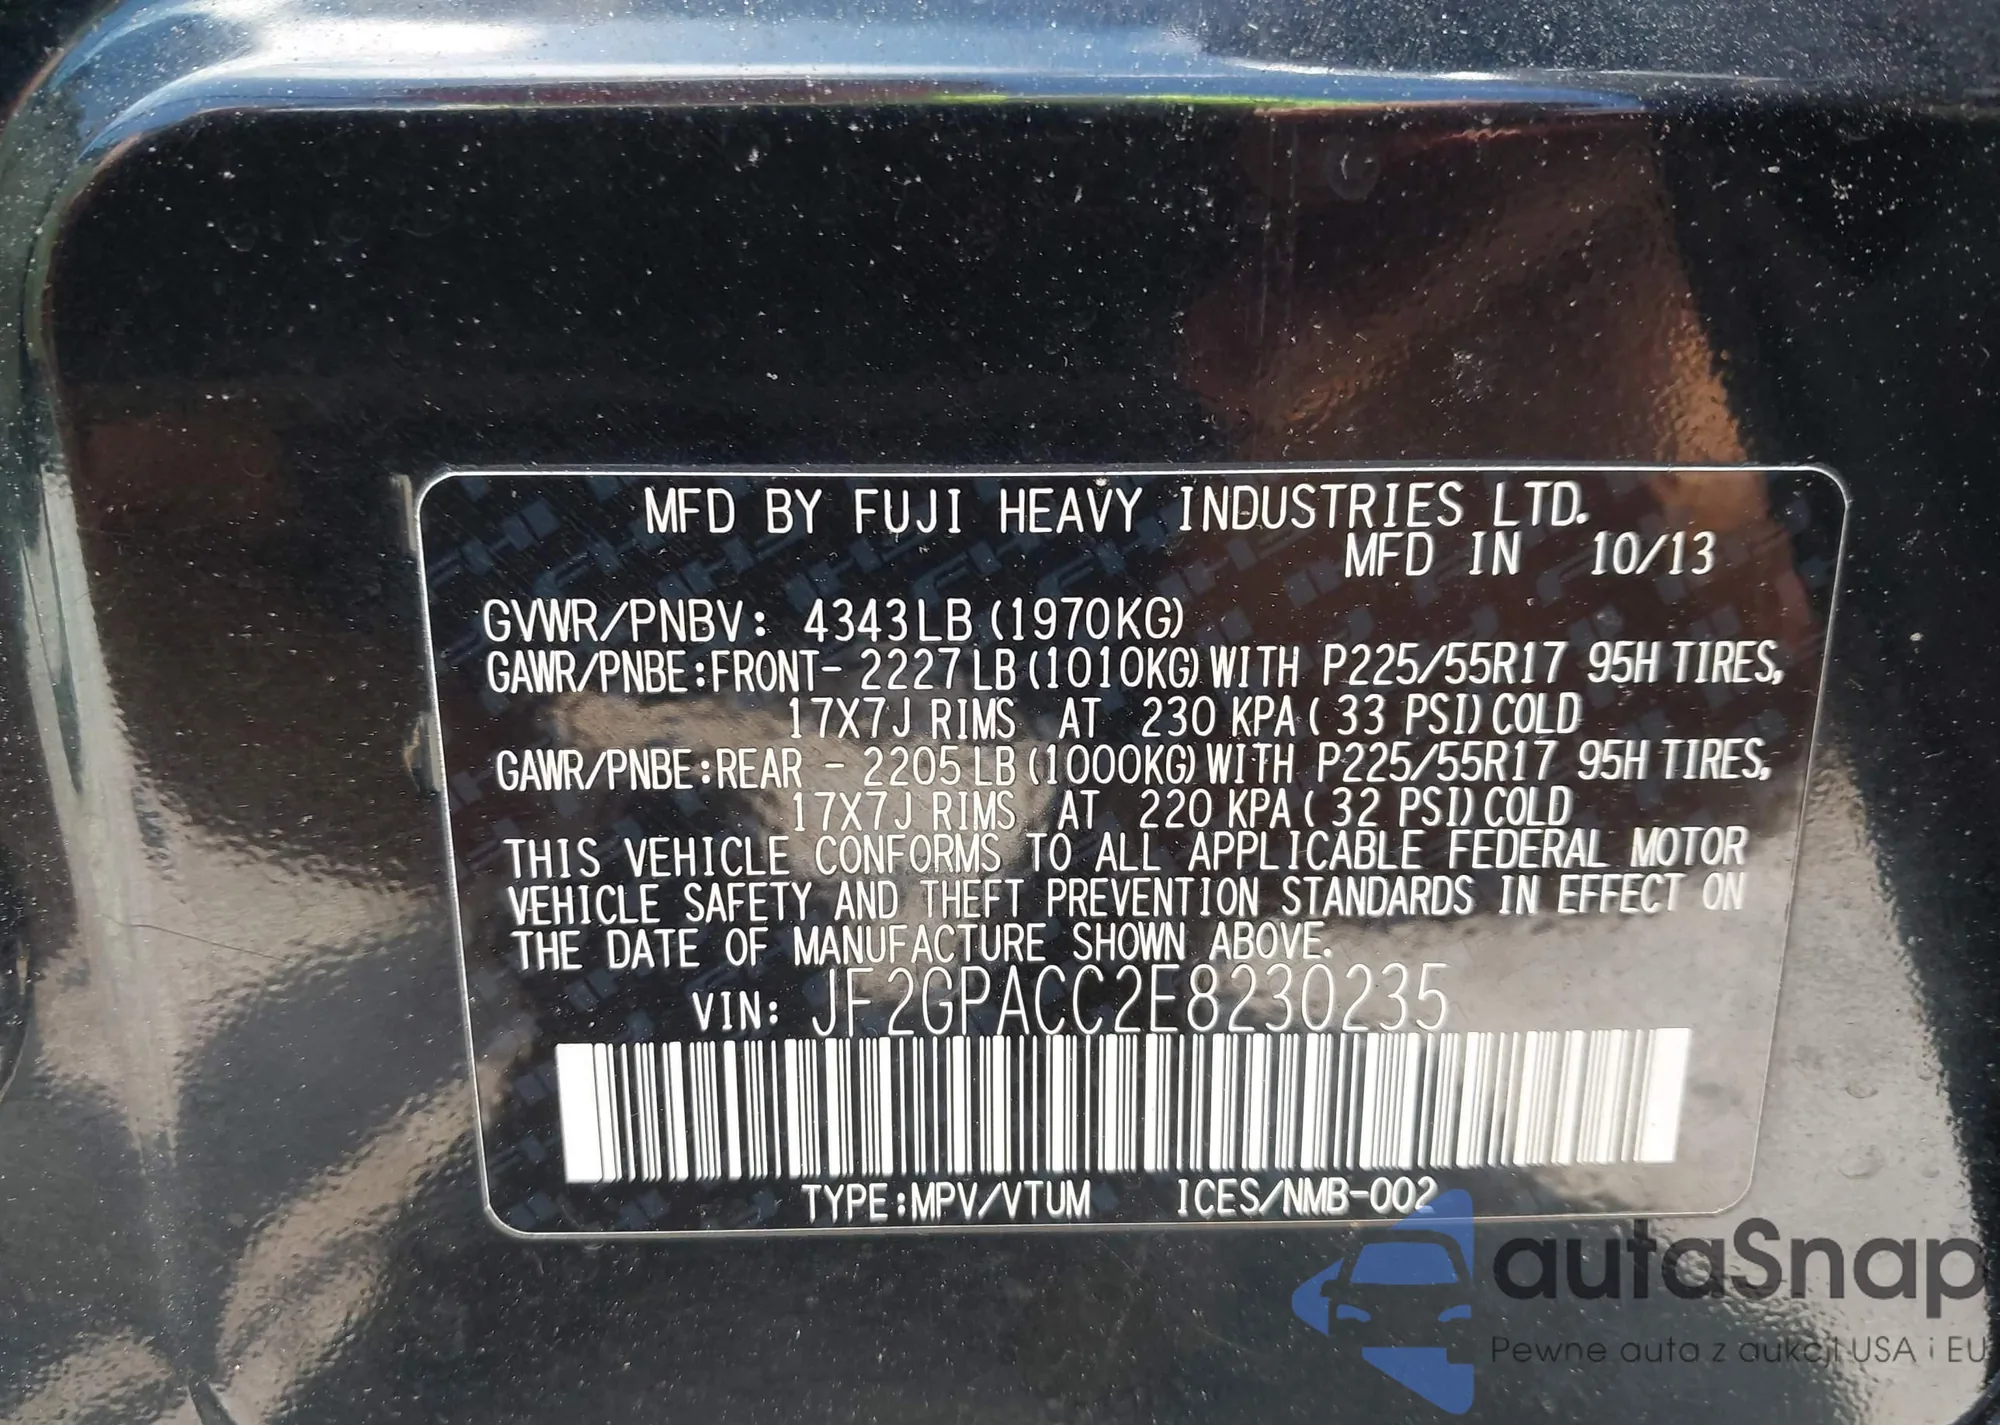 MFD BY FUJI HEAVY INDUSTRIES LTD.
MFD IN 10/13
GVWR/PNBV: 4343LB (1970KG)
GAWR/PNBE:FRONT- 2227LB (1010KG) WITH P225/55R17 95H TIRES,
17X7J RIMS AT 230 KPA ( 33 PSI) COLD
GAWR/PNBE:REAR - 2205LB (1000KG) WITH P225/55R17 95H TIRES,
17X7J RIMS AT 220 KPA ( 32 PSI) COLD
THIS VEHICLE CONFORMS TO ALL APPLICABLE FEDERAL MOTOR
VEHICLE SAFETY AND THEFT PREVENTION STANDARDS IN EFFECT ON
THE DATE OF MANUFACTURE SHOWN ABOVE.
VIN: JF2GPACC2E8230235
TYPE:MPV/VTUM ICES/NMB-002
autaSnap
Pewne auta z aukcji USA i EU